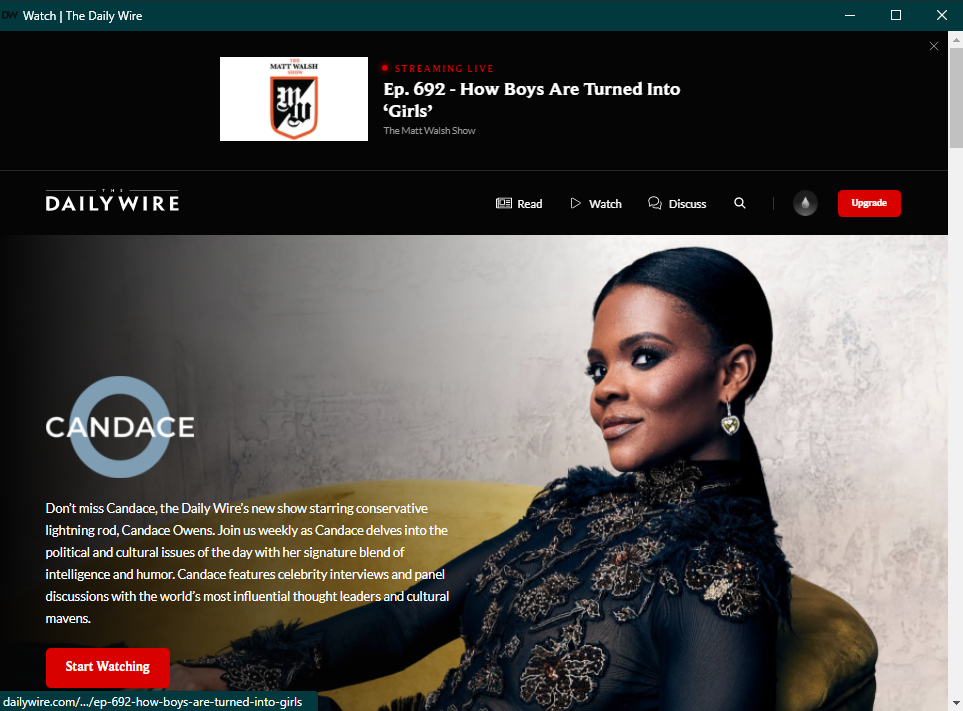 DW Watch | The Daily Wire
THE
MATT WALSH
SHOW
MW
STREAMING LIVE
Ep. 692 - How Boys Are Turned Into
‘Girls’
The Matt Walsh Show
THE
DAILY WIRE
Read Watch Discuss Upgrade
CANDACE
Don't miss Candace, the Daily Wire's new show starring conservative
lightning rod, Candace Owens. Join us weekly as Candace delves into the
political and cultural issues of the day with her signature blend of
intelligence and humor. Candace features celebrity interviews and panel
discussions with the world's most influential thought leaders and cultural
mavens.
Start Watching
dailywire.com/.../ep-692-how-boys-are-turned-into-girls